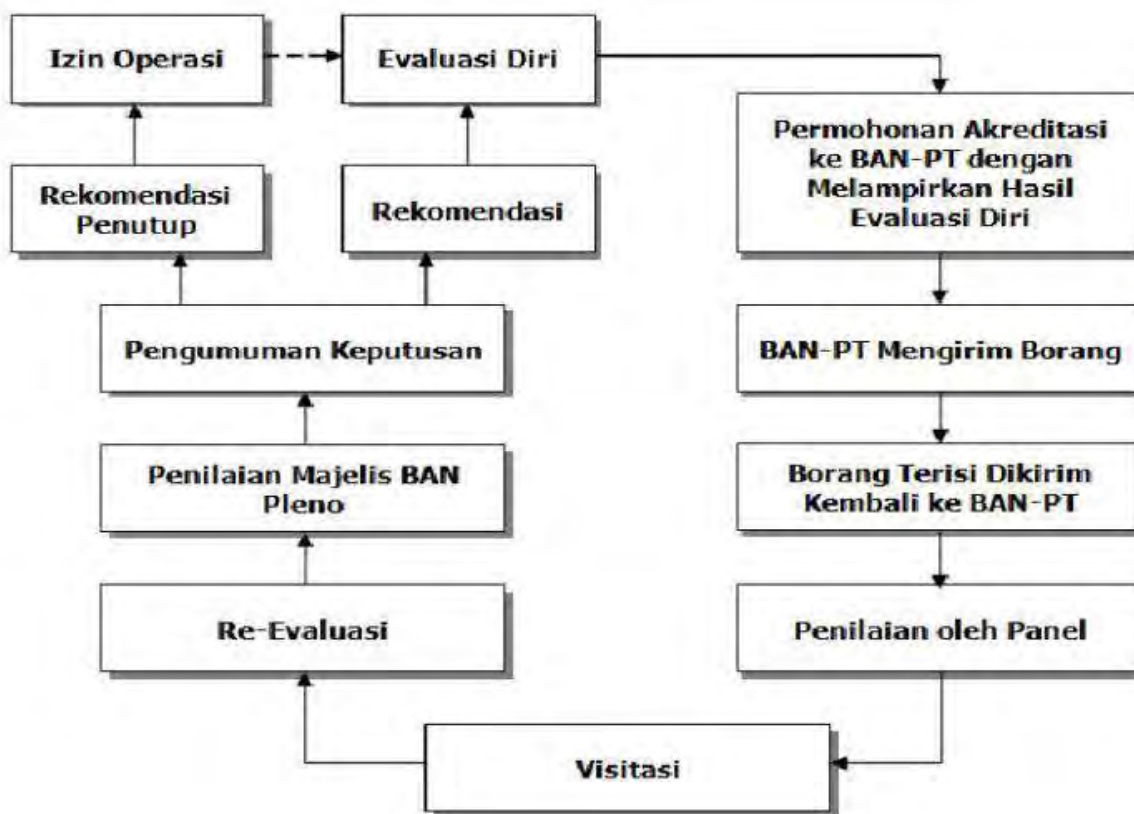 Izin Operasi
Evaluasi Diri
Permohonan Akreditasi
ke BAN-PT dengan
Melampirkan Hasil
Evaluasi Diri
Rekomendasi
Penutup
Rekomendasi
Pengumuman Keputusan
BAN-PT Mengirim Borang
Penilaian Majelis BAN
Pleno
Borang Terisi Dikirim
Kembali ke BAN-PT
Re-Evaluasi
Penilaian oleh Panel
Visitasi